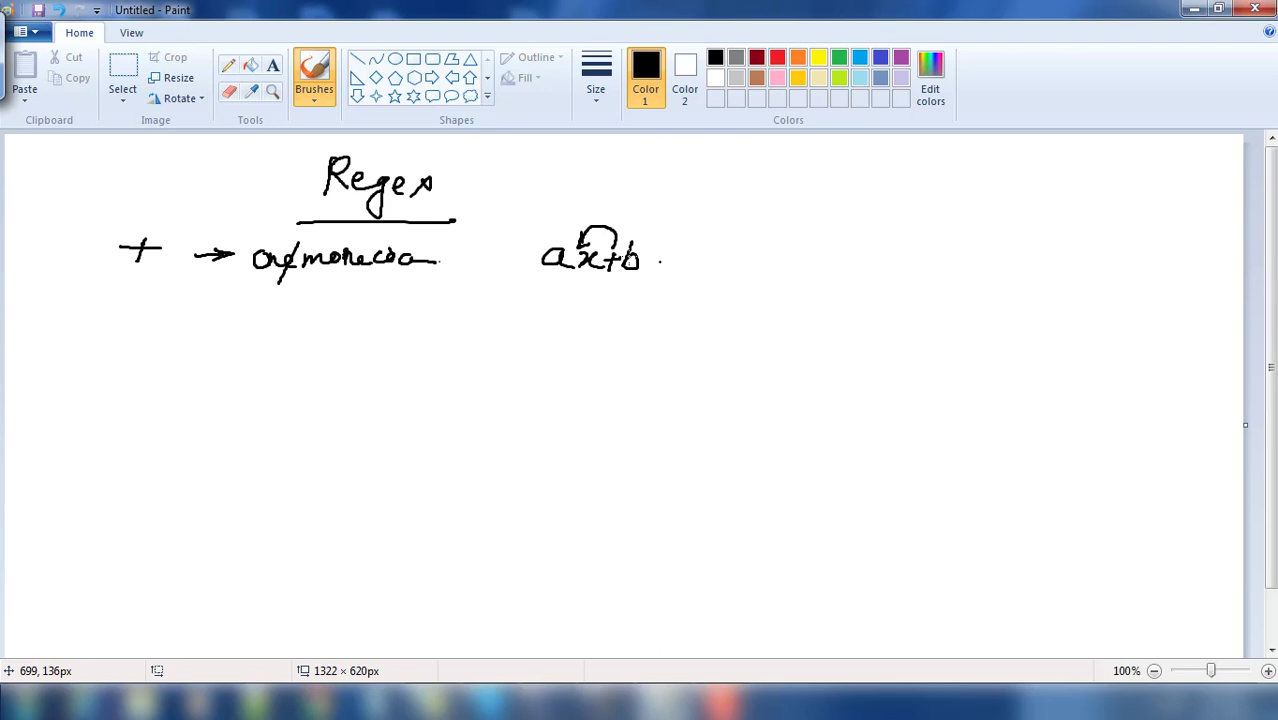 Untitled - Paint
Home View
Paste
Cut
Copy
Clipboard
Select
Crop
Resize
Rotate
Image
A
Tools
Brushes
Shapes
Outline
Fill
Size
Color 1
Color 2
Edit colors
Colors
Regex
+ → one/more ax+b
699, 136px 1322 × 620px 100%